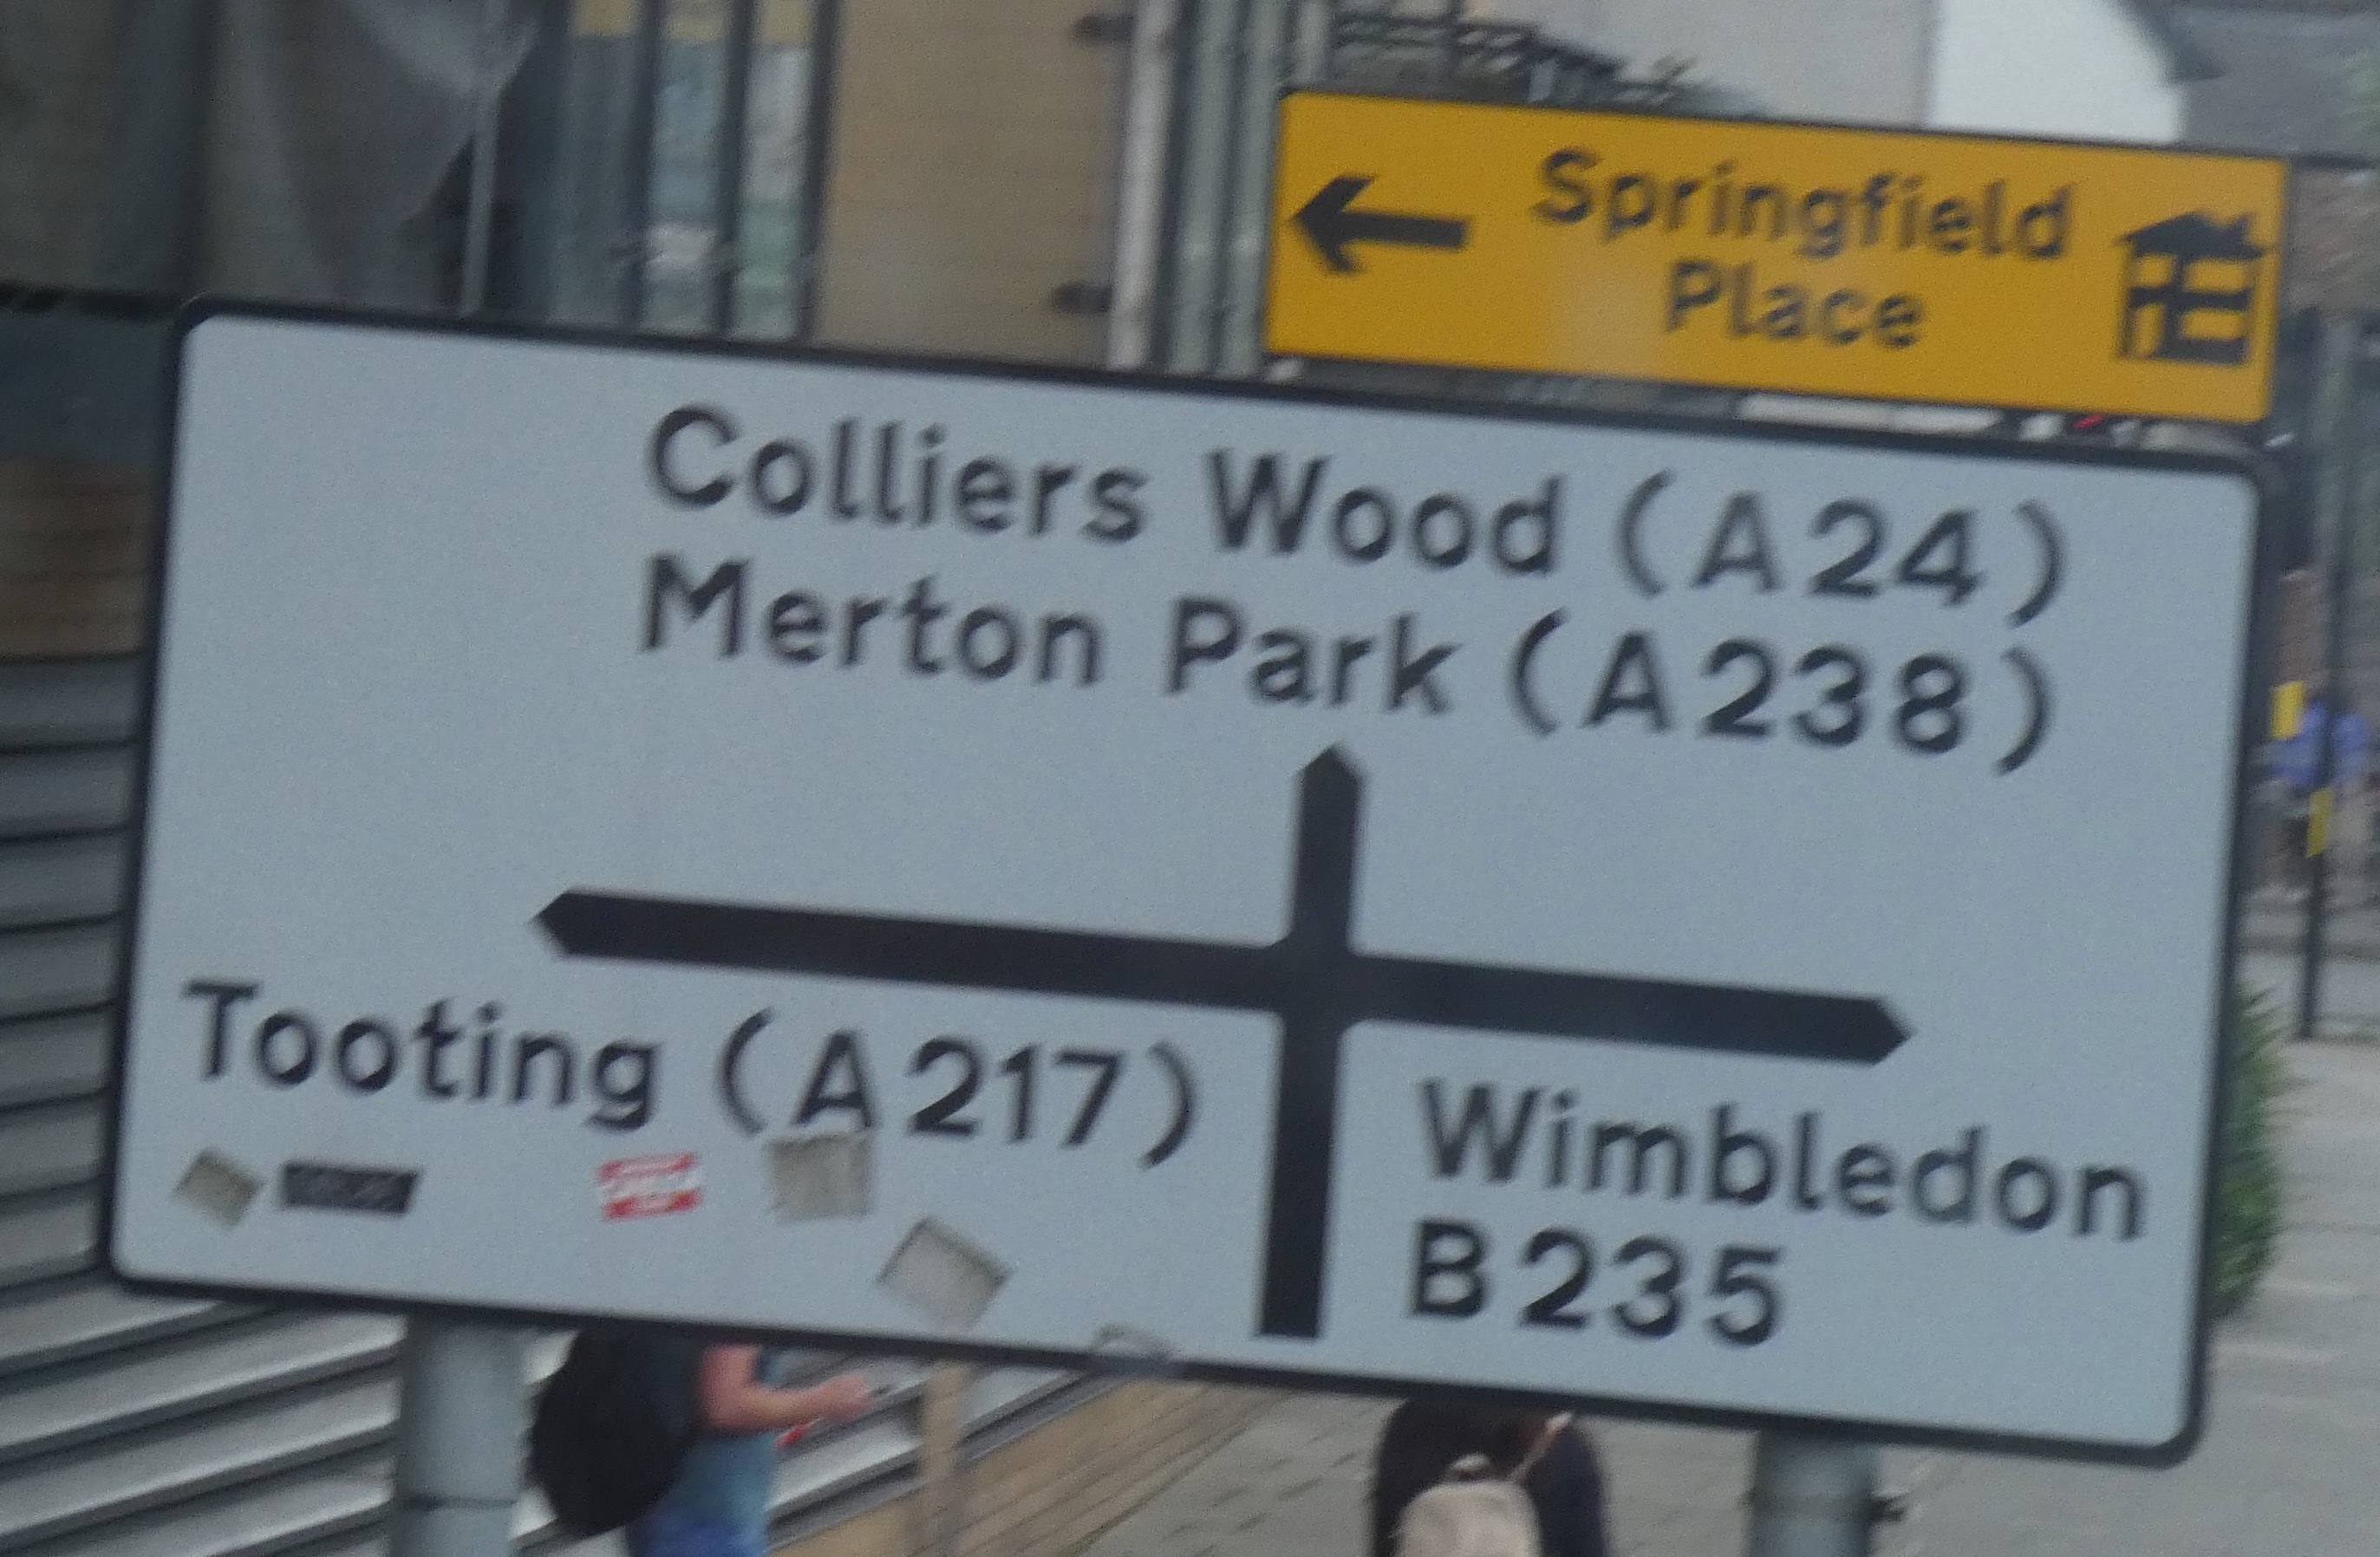 Springfield
Place
Colliers Wood (A24)
Merton Park (A238)
Tooting (A217)
Wimbledon
B235